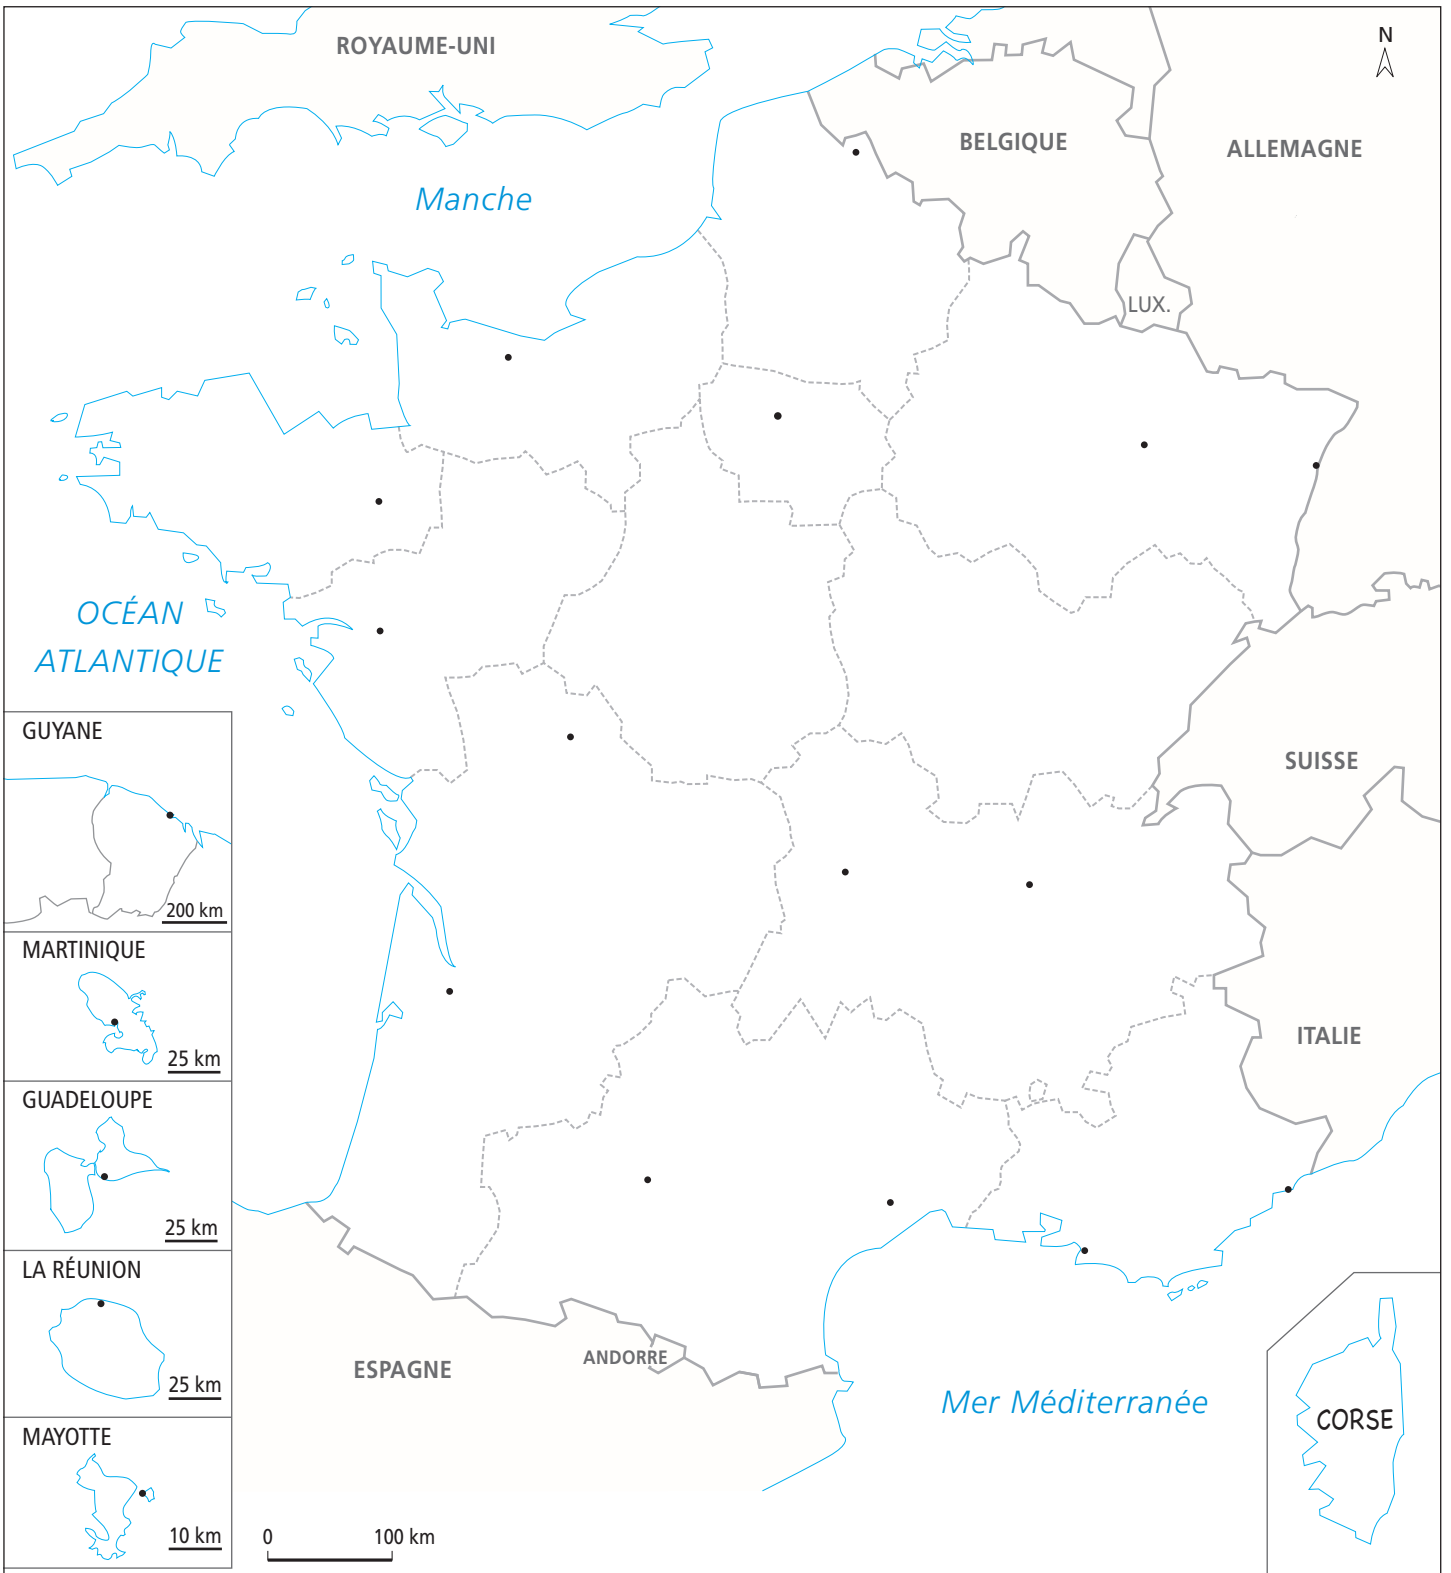 ROYAUME-UNI
N
BELGIQUE
ALLEMAGNE
Manche
LUX.
OCÉAN
ATLANTIQUE
GUYANE
200 km
SUISSE
MARTINIQUE
25 km
ITALIE
GUADELOUPE
25 km
LA RÉUNION
25 km
ESPAGNE
ANDORRE
Mer Méditerranée
CORSE
MAYOTTE
10 km
0 100 km